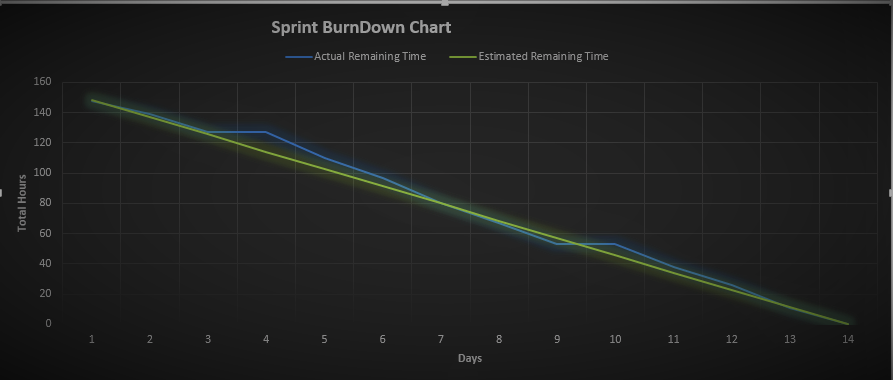 Sprint BurnDown Chart
Actual Remaining Time Estimated Remaining Time
160
140
120
100
80
60
40
20
0
Total Hours
1 2 3 4 5 6 7 8 9 10 11 12 13 14
Days